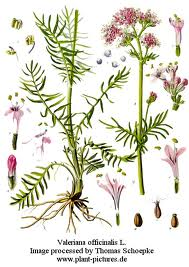 Valeriana officinalis L.
Image processed by Thomas Schoepke
www.plant-pictures.de